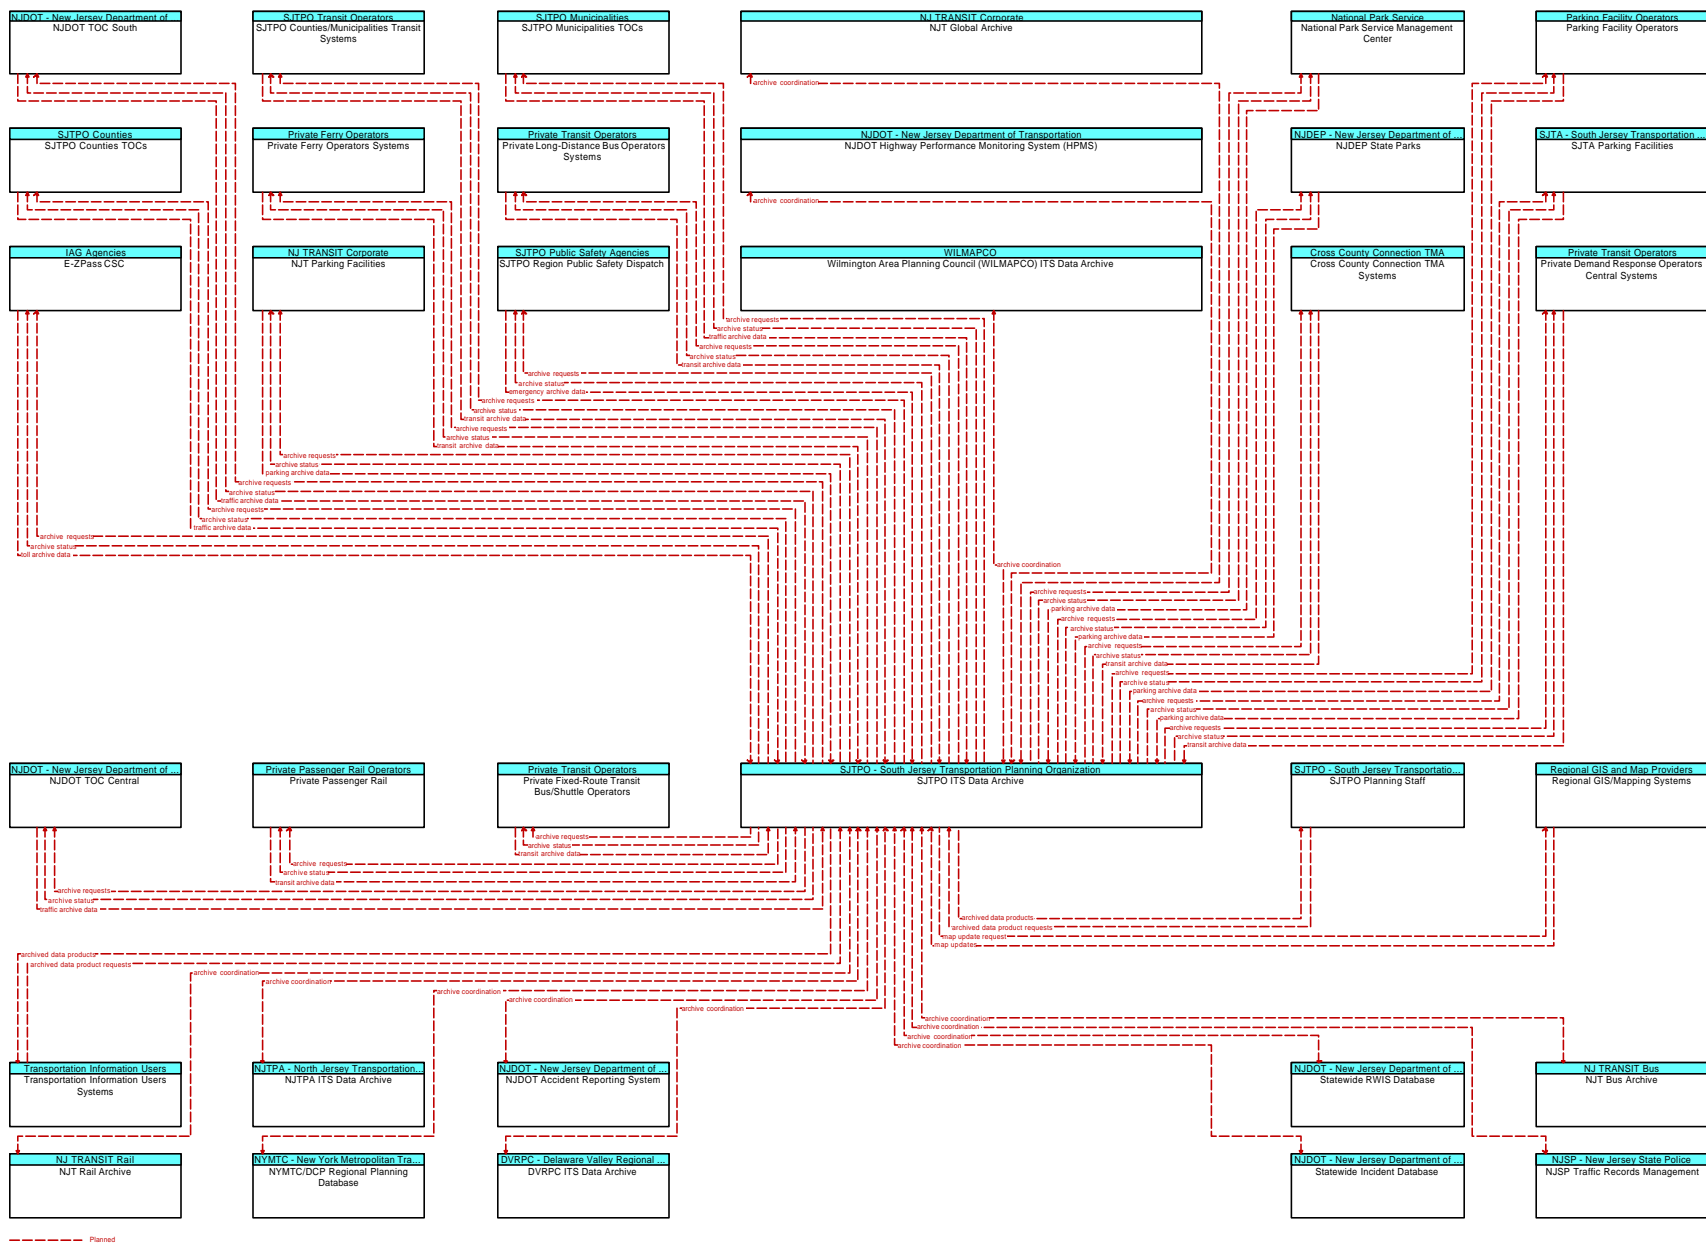 NJDOT - New Jersey Department of
NJDOT TOC South
SJTPO Transit Operators
SJTPO Counties/Municipalities Transit
Systems
SJTPO Municipalities
SJTPO Municipalities TOCs
NJ TRANSIT Corporate
NJT Global Archive
National Park Service
National Park Service Management
Center
Parking Facility Operators
Parking Facility Operators
archive coordination
SJTPO Counties
SJTPO Counties TOCs
Private Ferry Operators
Private Ferry Operators Systems
Private Transit Operators
Private Long-Distance Bus Operators
Systems
NJDOT - New Jersey Department of Transportation
NJDOT Highway Performance Monitoring System (HPMS)
NJDEP - New Jersey Department of ...
NJDEP State Parks
SJTA - South Jersey Transportation ...
SJTA Parking Facilities
archive coordination
IAG Agencies
E-ZPass CSC
NJ TRANSIT Corporate
NJT Parking Facilities
SJTPO Public Safety Agencies
SJTPO Region Public Safety Dispatch
WILMAPCO
Wilmington Area Planning Council (WILMAPCO) ITS Data Archive
Cross County Connection TMA
Cross County Connection TMA
Systems
Private Transit Operators
Private Demand Response Operators
Central Systems
archive requests
archive status
traffic archive data
archive requests
archive status
transit archive data
archive requests
archive status
emergency archive data
archive requests
archive status
transit archive data
archive requests
archive status
transit archive data
archive requests
archive status
parking archive data
archive requests
archive status
traffic archive data
archive requests
archive status
traffic archive data
archive requests
archive status
toll archive data
archive coordination
archive requests
archive status
parking archive data
archive requests
archive status
parking archive data
archive requests
archive status
transit archive data
archive requests
archive status
parking archive data
archive requests
archive status
parking archive data
archive requests
archive status
transit archive data
NJDOT - New Jersey Department of ...
NJDOT TOC Central
Private Passenger Rail Operators
Private Passenger Rail
Private Transit Operators
Private Fixed-Route Transit
Bus/Shuttle Operators
SJTPO - South Jersey Transportation Planning Organization
SJTPO ITS Data Archive
SJTPO - South Jersey Transportatio...
SJTPO Planning Staff
Regional GIS and Map Providers
Regional GIS/Mapping Systems
archive requests
archive status
transit archive data
archive requests
archive status
transit archive data
archive requests
archive status
traffic archive data
archived data products
archived data product requests
map update request
map updates
archived data products
archived data product requests
archive coordination
archive coordination
archive coordination
archive coordination
archive coordination
archive coordination
archive coordination
archive coordination
archive coordination
Transportation Information Users
Transportation Information Users
Systems
NJTPA - North Jersey Transportation...
NJTPA ITS Data Archive
NJDOT - New Jersey Department of ...
NJDOT Accident Reporting System
NJDOT - New Jersey Department of ...
Statewide RWIS Database
NJ TRANSIT Bus
NJT Bus Archive
NJ TRANSIT Rail
NJT Rail Archive
NYMTC - New York Metropolitan Tra...
NYMTC/DCP Regional Planning
Database
DVRPC - Delaware Valley Regional ...
DVRPC ITS Data Archive
NJDOT - New Jersey Department of ...
Statewide Incident Database
NJSP - New Jersey State Police
NJSP Traffic Records Management
Planned